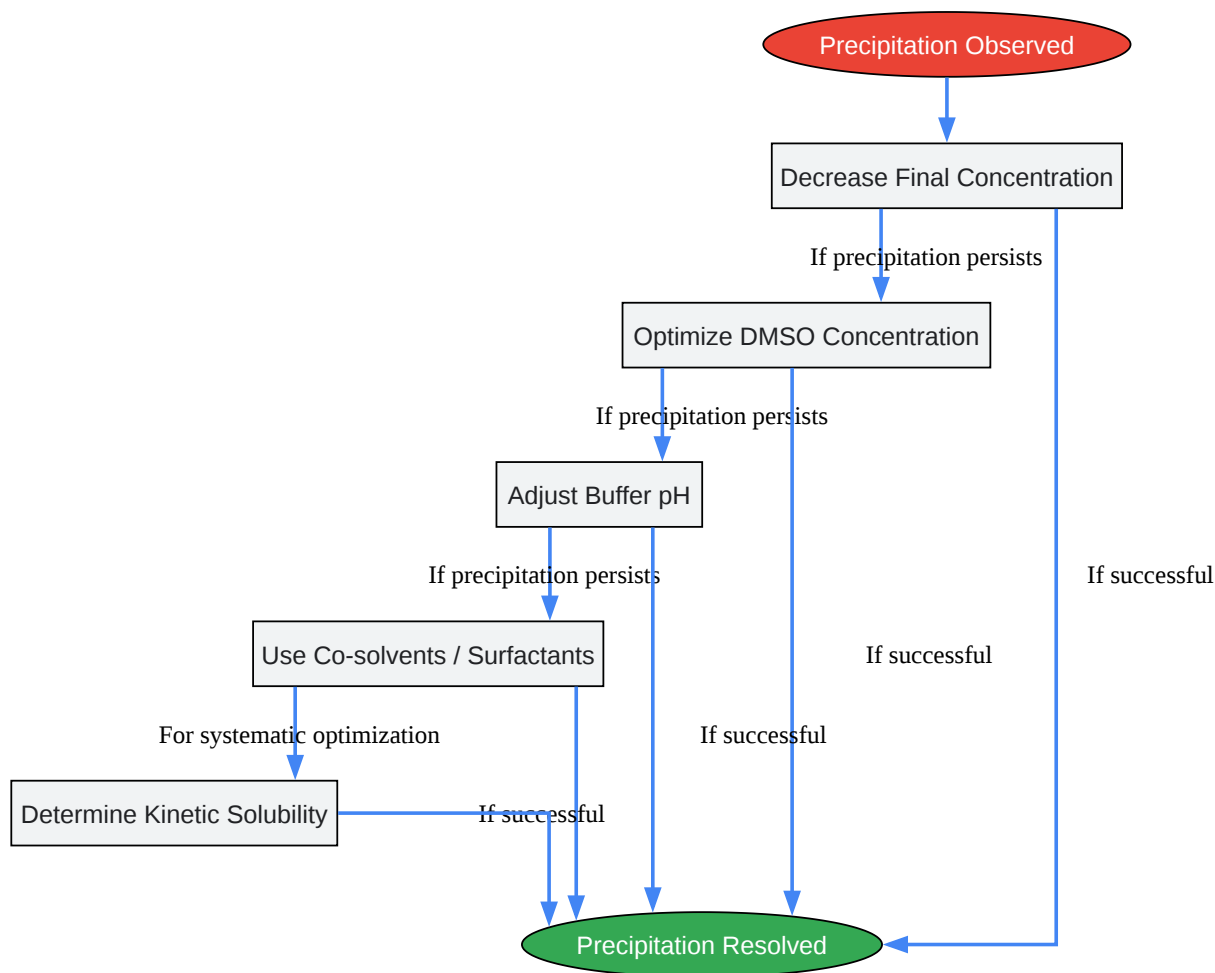 Precipitation Observed
Decrease Final Concentration
If precipitation persists
Optimize DMSO Concentration
If precipitation persists
Adjust Buffer pH
If precipitation persists
If successful
Use Co-solvents / Surfactants
If successful
For systematic optimization
If successful
Determine Kinetic Solubility
If successful
Precipitation Resolved